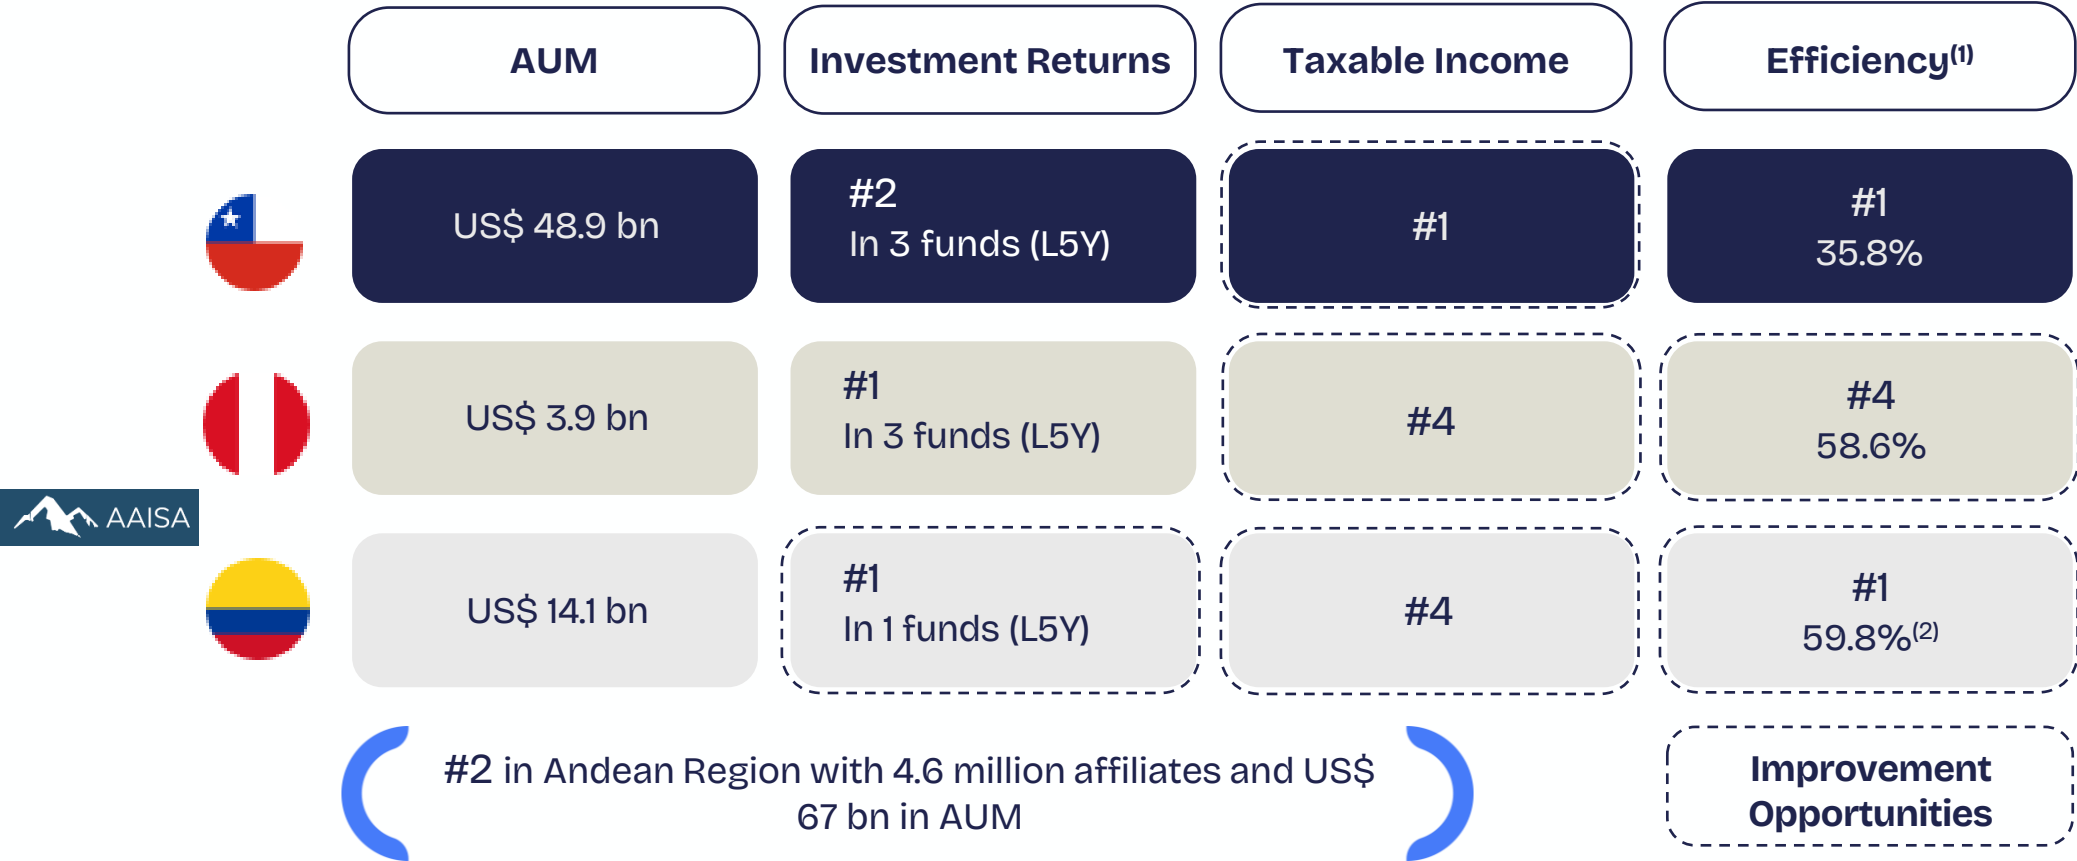 AUM
Investment Returns
Taxable Income
Efficiency(1)
US$ 48.9 bn
#2
In 3 funds (L5Y)
#1
#1
35.8%
US$ 3.9 bn
#1
In 3 funds (L5Y)
#4
#4
58.6%
AAISA
US$ 14.1 bn
#1
In 1 funds (L5Y)
#4
#1
59.8%(2)
#2 in Andean Region with 4.6 million affiliates and US$
67 bn in AUM
Improvement
Opportunities